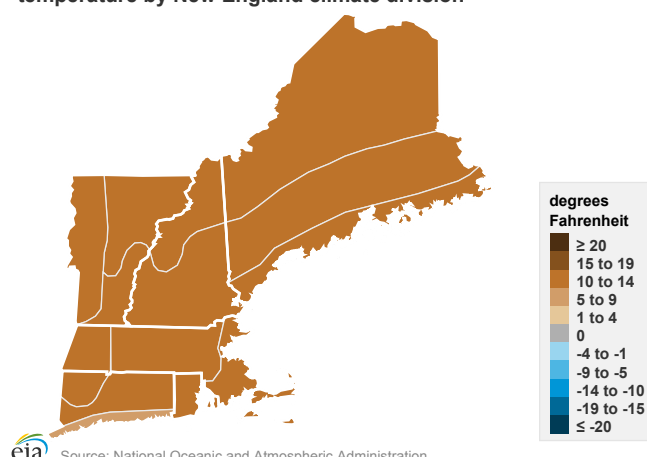 temperature by New England climate division
degrees
Fahrenheit
≥ 20
15 to 19
10 to 14
5 to 9
1 to 4
0
-4 to -1
-9 to -5
-14 to -10
-19 to -15
≤ -20
eia
Source: National Oceanic and Atmospheric Administration